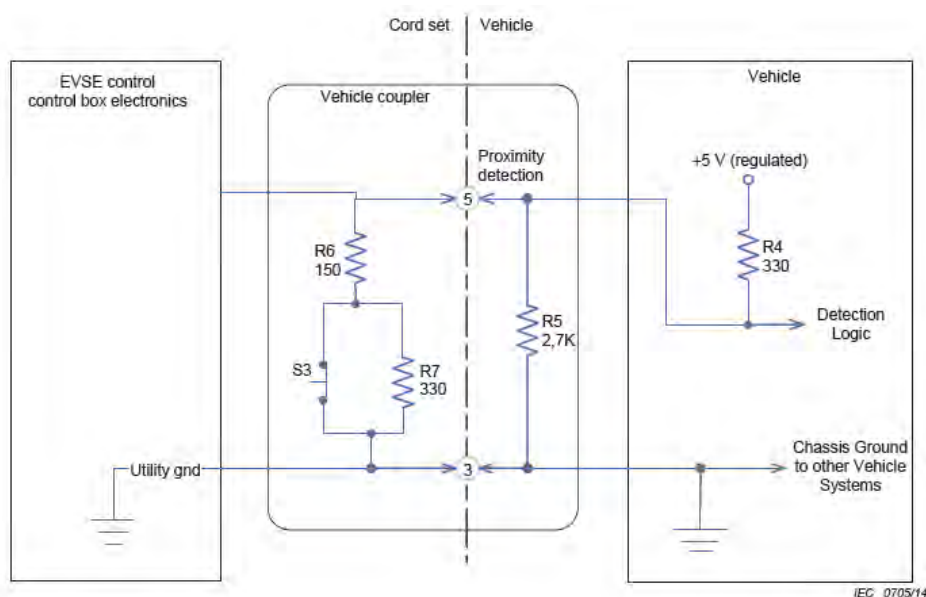 Cord set
Vehicle
EVSE control
control box electronics
Vehicle coupler
Vehicle
Proximity
detection
+5 V (regulated)
5
R6
150
R4
330
Detection
Logic
S3
R7
330
R5
2,7K
Utility gnd
3
Chassis Ground
to other Vehicle
Systems
IEC 0705/14